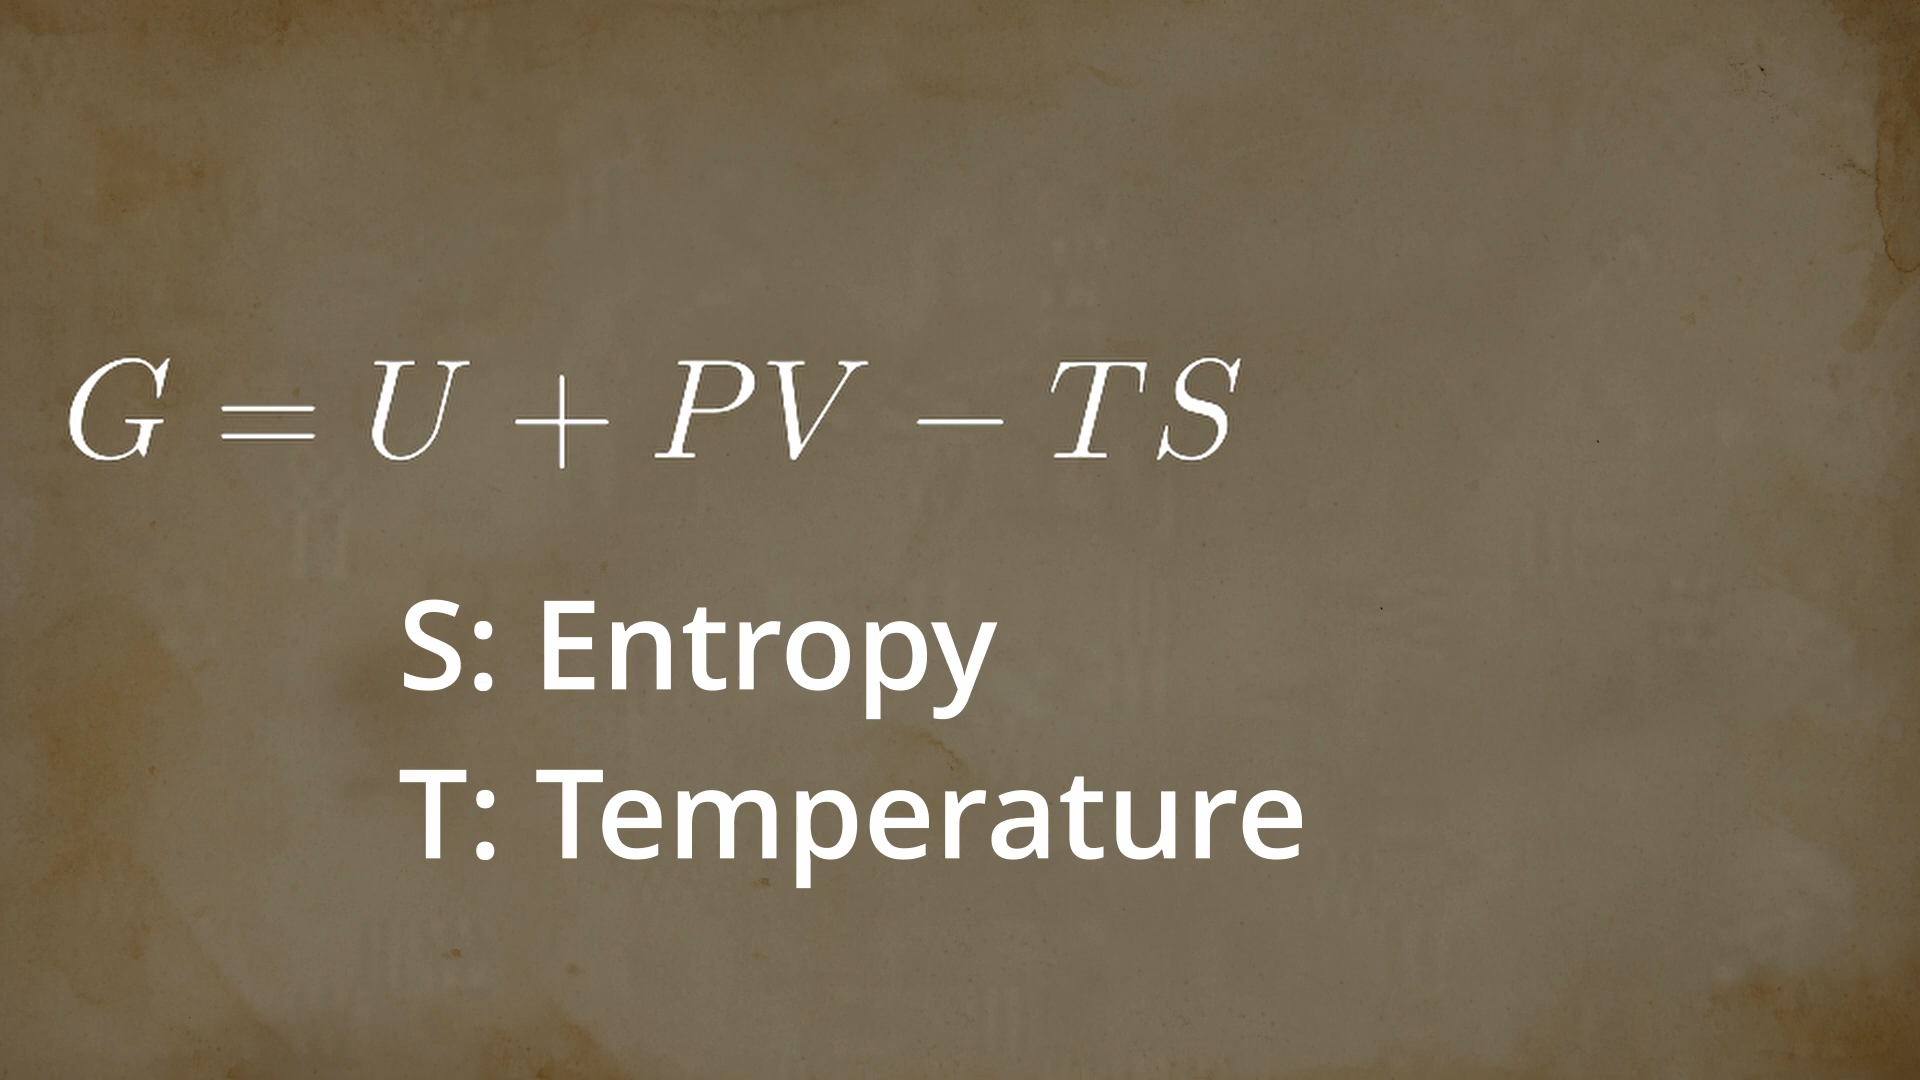 G = U + PV − TS
S: Entropy
T: Temperature